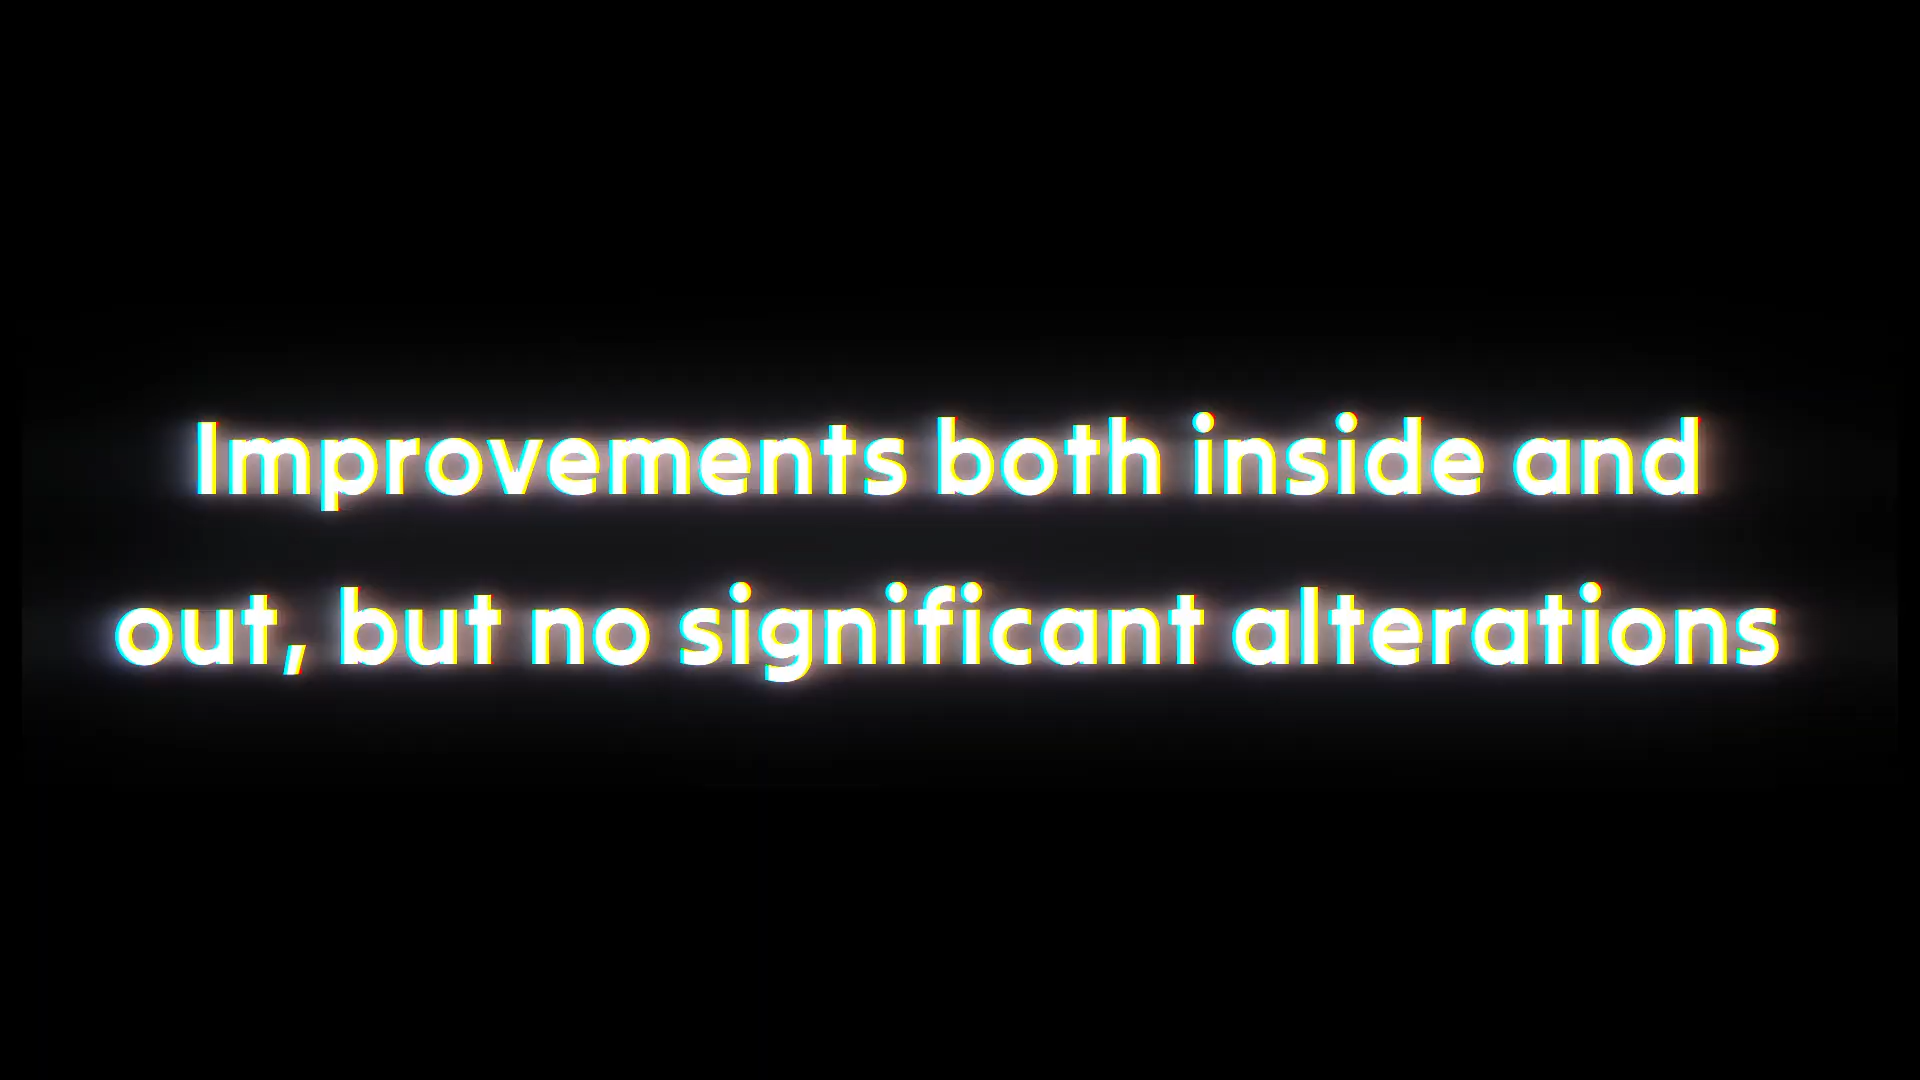 Improvements both inside and
out, but no significant alterations